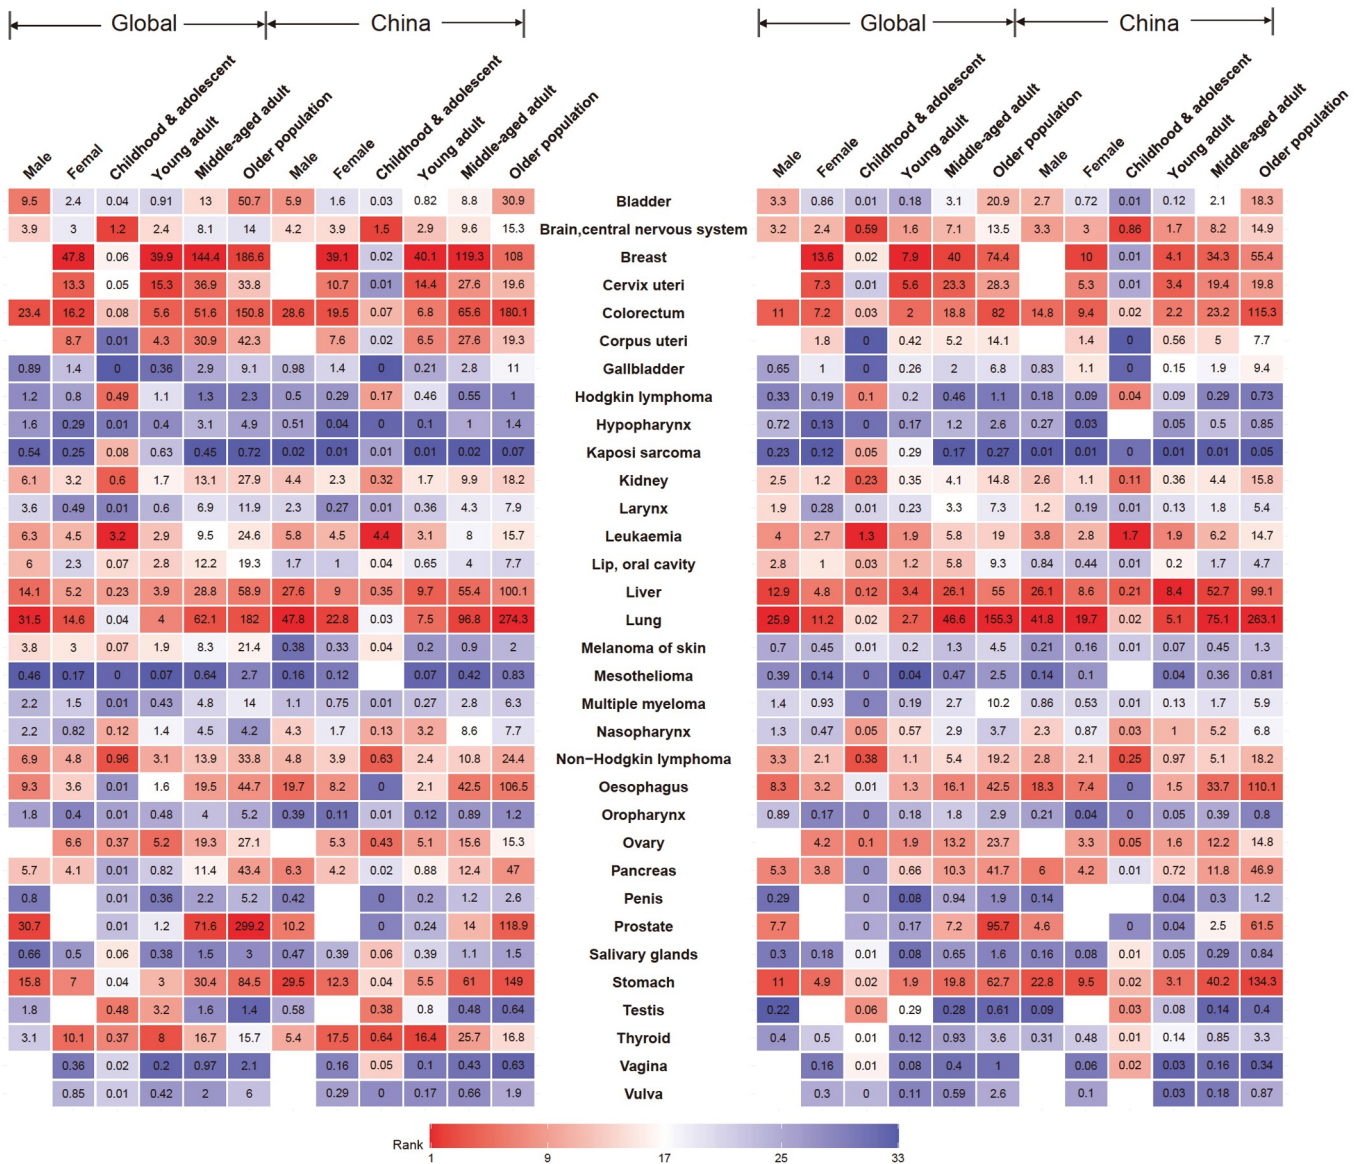 Global China Global China
Male Femal Childhood & adolescent Young adult Middle-aged adult Older population Male Female Childhood & adolescent Young adult Middle-aged adult Older population Male Female Childhood & adolescent Young adult Middle-aged adult Older population Male Female Childhood & adolescent Young adult Middle-aged adult Older population
9.5 2.4 0.04 0.91 13 50.7 5.9 1.6 0.03 0.82 8.8 30.9 Bladder 3.3 0.86 0.01 0.18 3.1 20.9 2.7 0.72 0.01 0.12 2.1 18.3
3.9 3 1.2 2.4 8.1 14 4.2 3.9 1.5 2.9 9.6 15.3 Brain,central nervous system 3.2 2.4 0.59 1.6 7.1 13.5 3.3 3 0.86 1.7 8.2 14.9
47.8 0.06 39.9 144.4 186.6 39.1 0.02 40.1 119.3 108 Breast 13.6 0.02 7.9 40 74.4 10 0.01 4.1 34.3 55.4
13.3 0.05 15.3 36.9 33.8 10.7 0.01 14.4 27.6 19.6 Cervix uteri 7.3 0.01 5.6 23.3 28.3 5.3 0.01 3.4 19.4 19.8
23.4 16.2 0.08 5.6 51.6 150.8 28.6 19.5 0.07 6.8 65.6 180.1 Colorectum 11 7.2 0.03 2 18.8 82 14.8 9.4 0.02 2.2 23.2 115.3
8.7 0.01 4.3 30.9 42.3 7.6 0.02 6.5 27.6 19.3 Corpus uteri 1.8 0 0.42 5.2 14.1 1.4 0 0.56 5 7.7
0.89 1.4 0 0.36 2.9 9.1 0.98 1.4 0 0.21 2.8 11 Gallbladder 0.65 1 0 0.26 2 6.8 0.83 1.1 0 0.15 1.9 9.4
1.2 0.8 0.49 1.1 1.3 2.3 0.5 0.29 0.17 0.46 0.55 1 Hodgkin lymphoma 0.33 0.19 0.1 0.2 0.46 1.1 0.18 0.09 0.04 0.09 0.29 0.73
1.6 0.29 0.01 0.4 3.1 4.9 0.51 0.04 0 0.1 1 1.4 Hypopharynx 0.72 0.13 0 0.17 1.2 2.6 0.27 0.03 0.05 0.5 0.85
0.54 0.25 0.08 0.63 0.45 0.72 0.02 0.01 0.01 0.01 0.02 0.07 Kaposi sarcoma 0.23 0.12 0.05 0.29 0.17 0.27 0.01 0.01 0 0.01 0.01 0.05
6.1 3.2 0.6 1.7 13.1 27.9 4.4 2.3 0.32 1.7 9.9 18.2 Kidney 2.5 1.2 0.23 0.35 4.1 14.8 2.6 1.1 0.11 0.36 4.4 15.8
3.6 0.49 0.01 0.6 6.9 11.9 2.3 0.27 0.01 0.36 4.3 7.9 Larynx 1.9 0.28 0.01 0.23 3.3 7.3 1.2 0.19 0.01 0.13 1.8 5.4
6.3 4.5 3.2 2.9 9.5 24.6 5.8 4.5 4.4 3.1 8 15.7 Leukaemia 4 2.7 1.3 1.9 5.8 19 3.8 2.8 1.7 1.9 6.2 14.7
6 2.3 0.07 2.8 12.2 19.3 1.7 1 0.04 0.65 4 7.7 Lip, oral cavity 2.8 1 0.03 1.2 5.8 9.3 0.84 0.44 0.01 0.2 1.7 4.7
14.1 5.2 0.23 3.9 28.8 58.9 27.6 9 0.35 9.7 55.4 100.1 Liver 12.9 4.8 0.12 3.4 26.1 55 26.1 8.6 0.21 8.4 52.7 99.1
31.5 14.6 0.04 4 62.1 182 47.8 22.8 0.03 7.5 96.8 274.3 Lung 25.9 11.2 0.02 2.7 46.6 155.3 41.8 19.7 0.02 5.1 75.1 263.1
3.8 3 0.07 1.9 8.3 21.4 0.38 0.33 0.04 0.2 0.9 2 Melanoma of skin 0.7 0.45 0.01 0.2 1.3 4.5 0.21 0.16 0.01 0.07 0.45 1.3
0.46 0.17 0 0.07 0.64 2.7 0.16 0.12 0.07 0.42 0.83 Mesothelioma 0.39 0.14 0 0.04 0.47 2.5 0.14 0.1 0.04 0.36 0.81
2.2 1.5 0.01 0.43 4.8 14 1.1 0.75 0.01 0.27 2.8 6.3 Multiple myeloma 1.4 0.93 0 0.19 2.7 10.2 0.86 0.53 0.01 0.13 1.7 5.9
2.2 0.82 0.12 1.4 4.5 4.2 4.3 1.7 0.13 3.2 8.6 7.7 Nasopharynx 1.3 0.47 0.05 0.57 2.9 3.7 2.3 0.87 0.03 1 5.2 6.8
6.9 4.8 0.96 3.1 13.9 33.8 4.8 3.9 0.63 2.4 10.8 24.4 Non−Hodgkin lymphoma 3.3 2.1 0.38 1.1 5.4 19.2 2.8 2.1 0.25 0.97 5.1 18.2
9.3 3.6 0.01 1.6 19.5 44.7 19.7 8.2 0 2.1 42.5 106.5 Oesophagus 8.3 3.2 0.01 1.3 16.1 42.5 18.3 7.4 0 1.5 33.7 110.1
1.8 0.4 0.01 0.48 4 5.2 0.39 0.11 0.01 0.12 0.89 1.2 Oropharynx 0.89 0.17 0 0.18 1.8 2.9 0.21 0.04 0 0.05 0.39 0.8
6.6 0.37 5.2 19.3 27.1 5.3 0.43 5.1 15.6 15.3 Ovary 4.2 0.1 1.9 13.2 23.7 3.3 0.05 1.6 12.2 14.8
5.7 4.1 0.01 0.82 11.4 43.4 6.3 4.2 0.02 0.88 12.4 47 Pancreas 5.3 3.8 0 0.66 10.3 41.7 6 4.2 0.01 0.72 11.8 46.9
0.8 0.01 0.36 2.2 5.2 0.42 0 0.2 1.2 2.6 Penis 0.29 0 0.08 0.94 1.9 0.14 0.04 0.3 1.2
30.7 0.01 1.2 71.6 299.2 10.2 0 0.24 14 118.9 Prostate 7.7 0 0.17 7.2 95.7 4.6 0 0.04 2.5 61.5
0.66 0.5 0.06 0.38 1.5 3 0.47 0.39 0.06 0.39 1.1 1.5 Salivary glands 0.3 0.18 0.01 0.08 0.65 1.6 0.16 0.08 0.01 0.05 0.29 0.84
15.8 7 0.04 3 30.4 84.5 29.5 12.3 0.04 5.5 61 149 Stomach 11 4.9 0.02 1.9 19.8 62.7 22.8 9.5 0.02 3.1 40.2 134.3
1.8 0.48 3.2 1.6 1.4 0.58 0.38 0.8 0.48 0.64 Testis 0.22 0.06 0.29 0.28 0.61 0.09 0.03 0.08 0.14 0.4
3.1 10.1 0.37 8 16.7 15.7 5.4 17.5 0.64 16.4 25.7 16.8 Thyroid 0.4 0.5 0.01 0.12 0.93 3.6 0.31 0.48 0.01 0.14 0.85 3.3
0.36 0.02 0.2 0.97 2.1 0.16 0.05 0.1 0.43 0.63 Vagina 0.16 0.01 0.08 0.4 1 0.06 0.02 0.03 0.16 0.34
0.85 0.01 0.42 2 6 0.29 0 0.17 0.66 1.9 Vulva 0.3 0 0.11 0.59 2.6 0.1 0.03 0.18 0.87
Rank
1 9 17 25 33